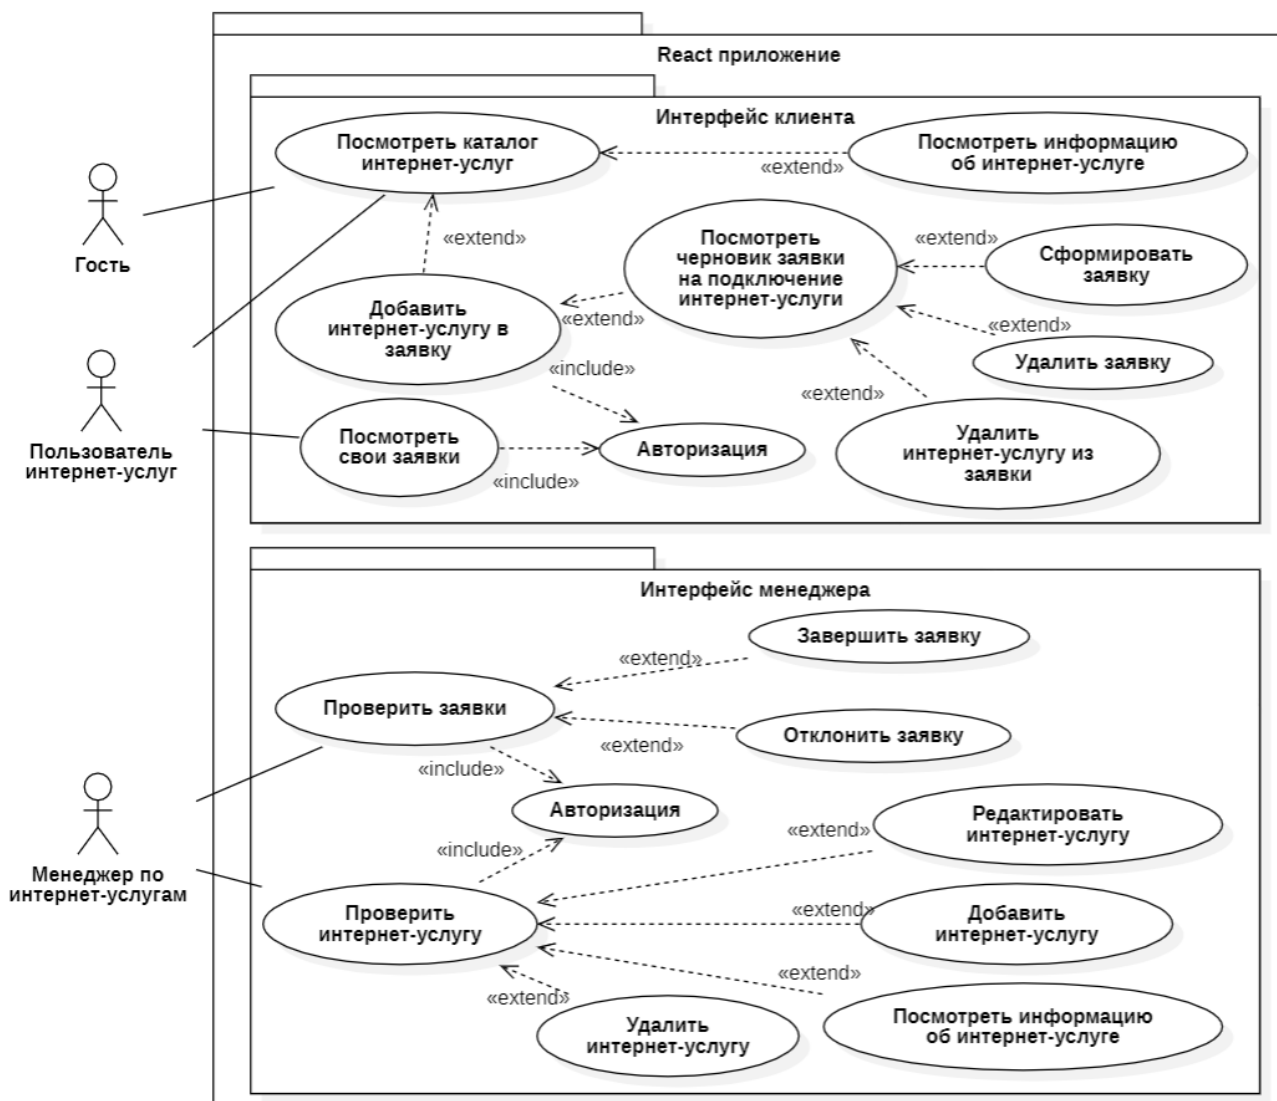 React приложение
Интерфейс клиента
Посмотреть каталог
интернет-услуг
«extend»
Посмотреть информацию
об интернет-услуге
Гость
«extend»
Посмотреть
черновик заявки
на подключение
интернет-услуги
«extend»
Сформировать
заявку
Добавить
интернет-услугу в
заявку
«extend»
«extend»
Удалить заявку
«include»
«extend»
Пользователь
интернет-услуг
Посмотреть
свои заявки
«include»
Авторизация
Удалить
интернет-услугу из
заявки
Интерфейс менеджера
Завершить заявку
«extend»
Проверить заявки
«extend»
Отклонить заявку
«include»
Авторизация
Редактировать
интернет-услугу
«extend»
«include»
Менеджер по
интернет-услугам
Проверить
интернет-услугу
«extend»
Добавить
интернет-услугу
«extend»
«extend»
Удалить
интернет-услугу
Посмотреть информацию
об интернет-услуге